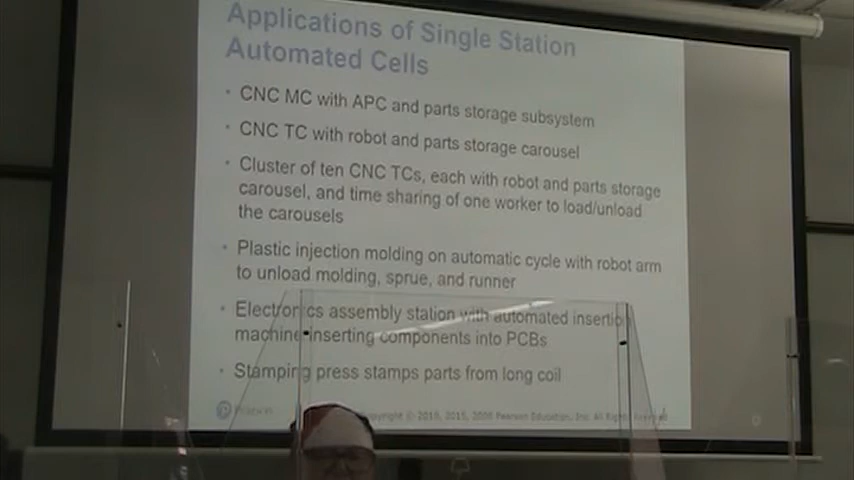 Applications of Single Station
Automated Cells
• CNC MC with APC and parts storage subsystem
• CNC TC with robot and parts storage carousel
• Cluster of ten CNC TCs, each with robot and parts storage
carousel, and time sharing of one worker to load/unload
the carousels
• Plastic injection molding on automatic cycle with robot arm
to unload molding, sprue, and runner
• Electronics assembly station with automated insertion
machine inserting components into PCBs
• Stamping press stamps parts from long coil
Pearson Copyright © 2019, 2015, 2008 Pearson Education, Inc. All Rights Reserved